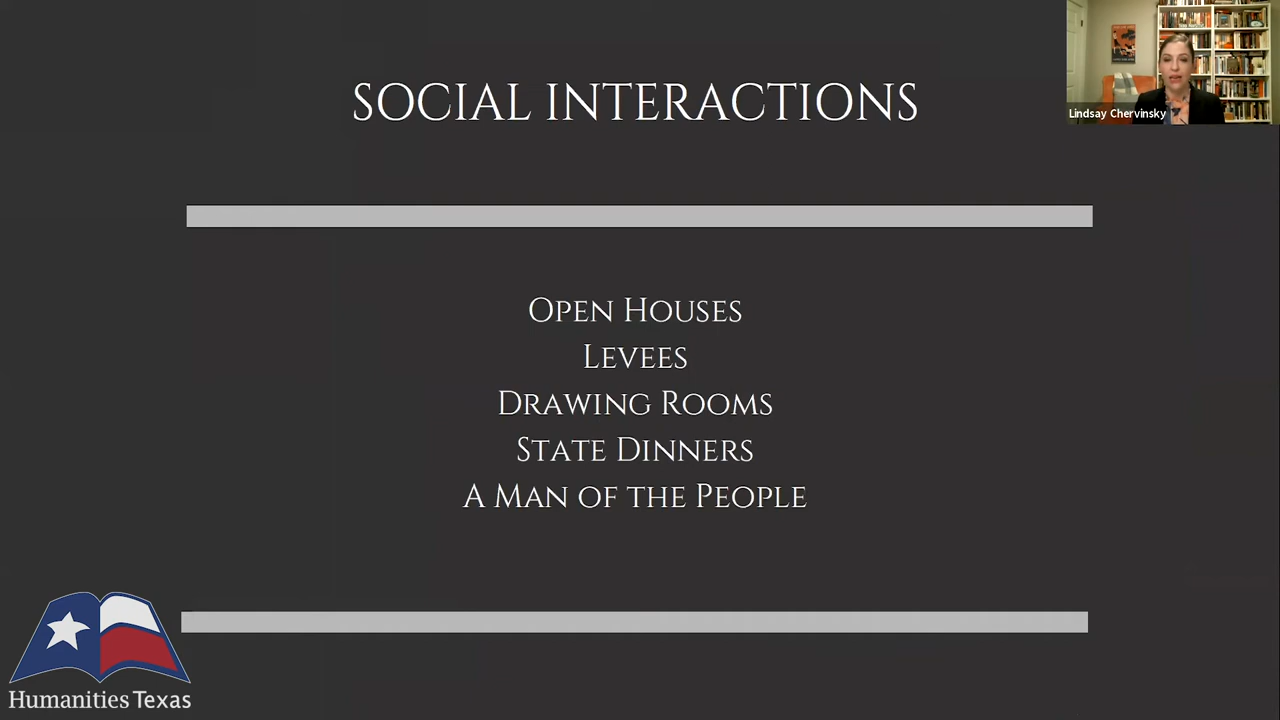 SOCIAL INTERACTIONS
Lindsay Chervinsky
OPEN HOUSES
LEVEES
DRAWING ROOMS
STATE DINNERS
A MAN OF THE PEOPLE
Humanities Texas